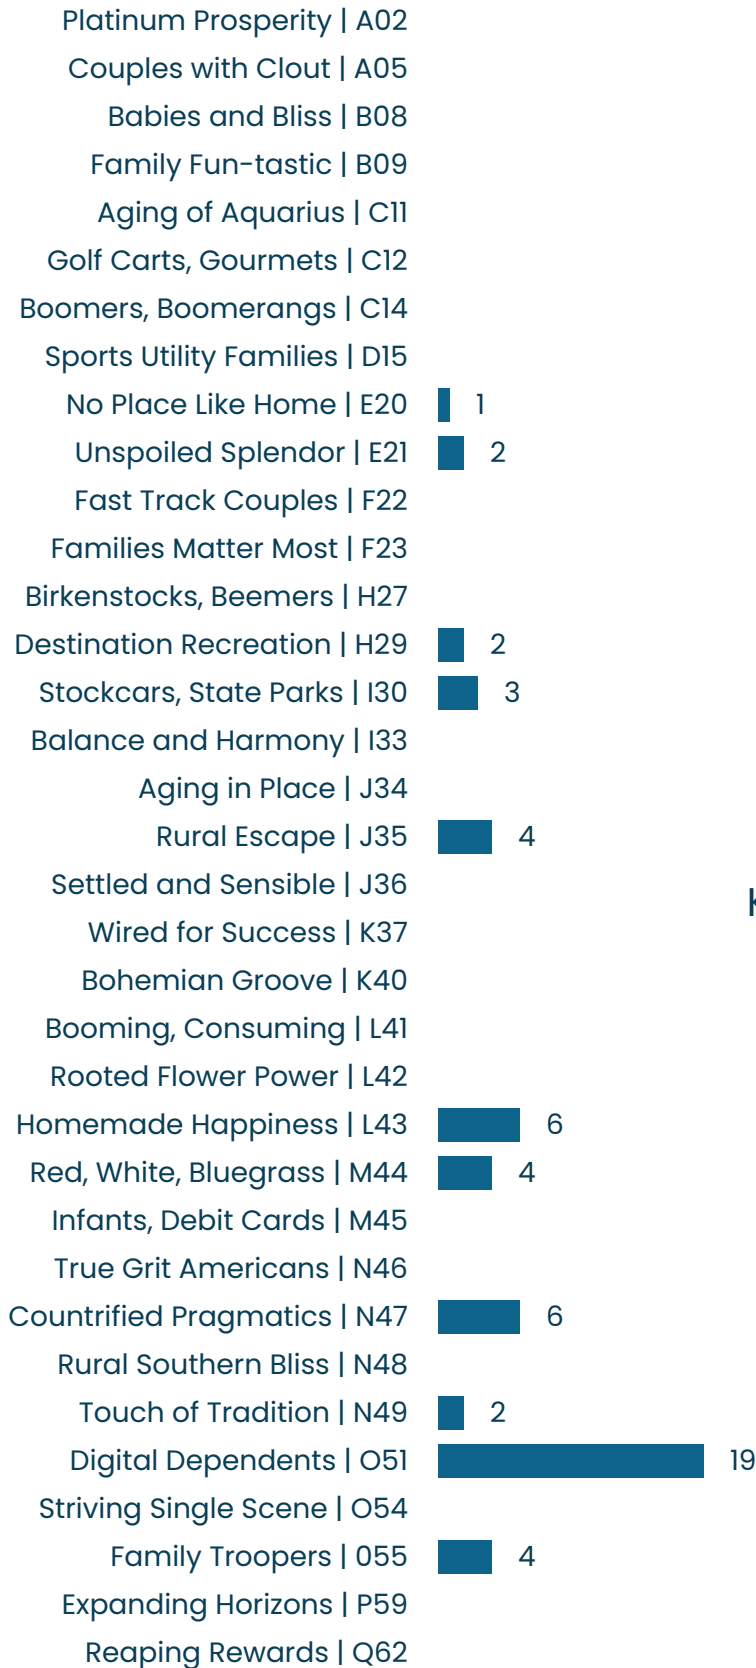 Platinum Prosperity | A02
Couples with Clout | A05
Babies and Bliss | B08
Family Fun-tastic | B09
Aging of Aquarius | C11
Golf Carts, Gourmets | C12
Boomers, Boomerangs | C14
Sports Utility Families | D15
No Place Like Home | E20 1
Unspoiled Splendor | E21 2
Fast Track Couples | F22
Families Matter Most | F23
Birkenstocks, Beemers | H27
Destination Recreation | H29 2
Stockcars, State Parks | I30 3
Balance and Harmony | I33
Aging in Place | J34
Rural Escape | J35 4
Settled and Sensible | J36
Wired for Success | K37
Bohemian Groove | K40
Booming, Consuming | L41
Rooted Flower Power | L42
Homemade Happiness | L43 6
Red, White, Bluegrass | M44 4
Infants, Debit Cards | M45
True Grit Americans | N46
Countrified Pragmatics | N47 6
Rural Southern Bliss | N48
Touch of Tradition | N49 2
Digital Dependents | O51 19
Striving Single Scene | O54
Family Troopers | 055 4
Expanding Horizons | P59
Reaping Rewards | Q62